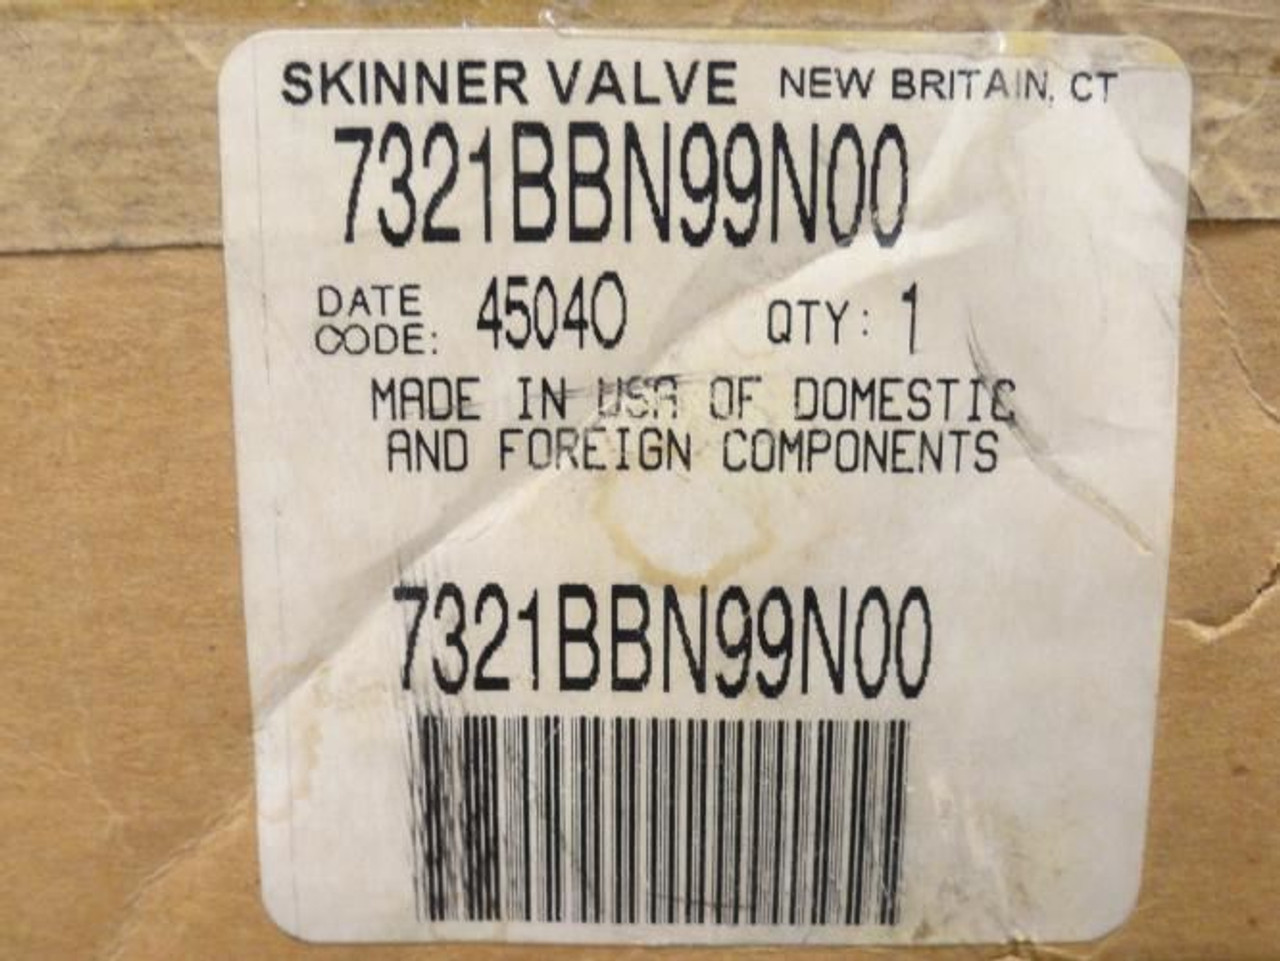 SKINNER VALVE NEW BRITAIN, CT
7321BBN99N00
DATE CODE: 45040 QTY: 1
MADE IN USA OF DOMESTIC
AND FOREIGN COMPONENTS
7321BBN99N00